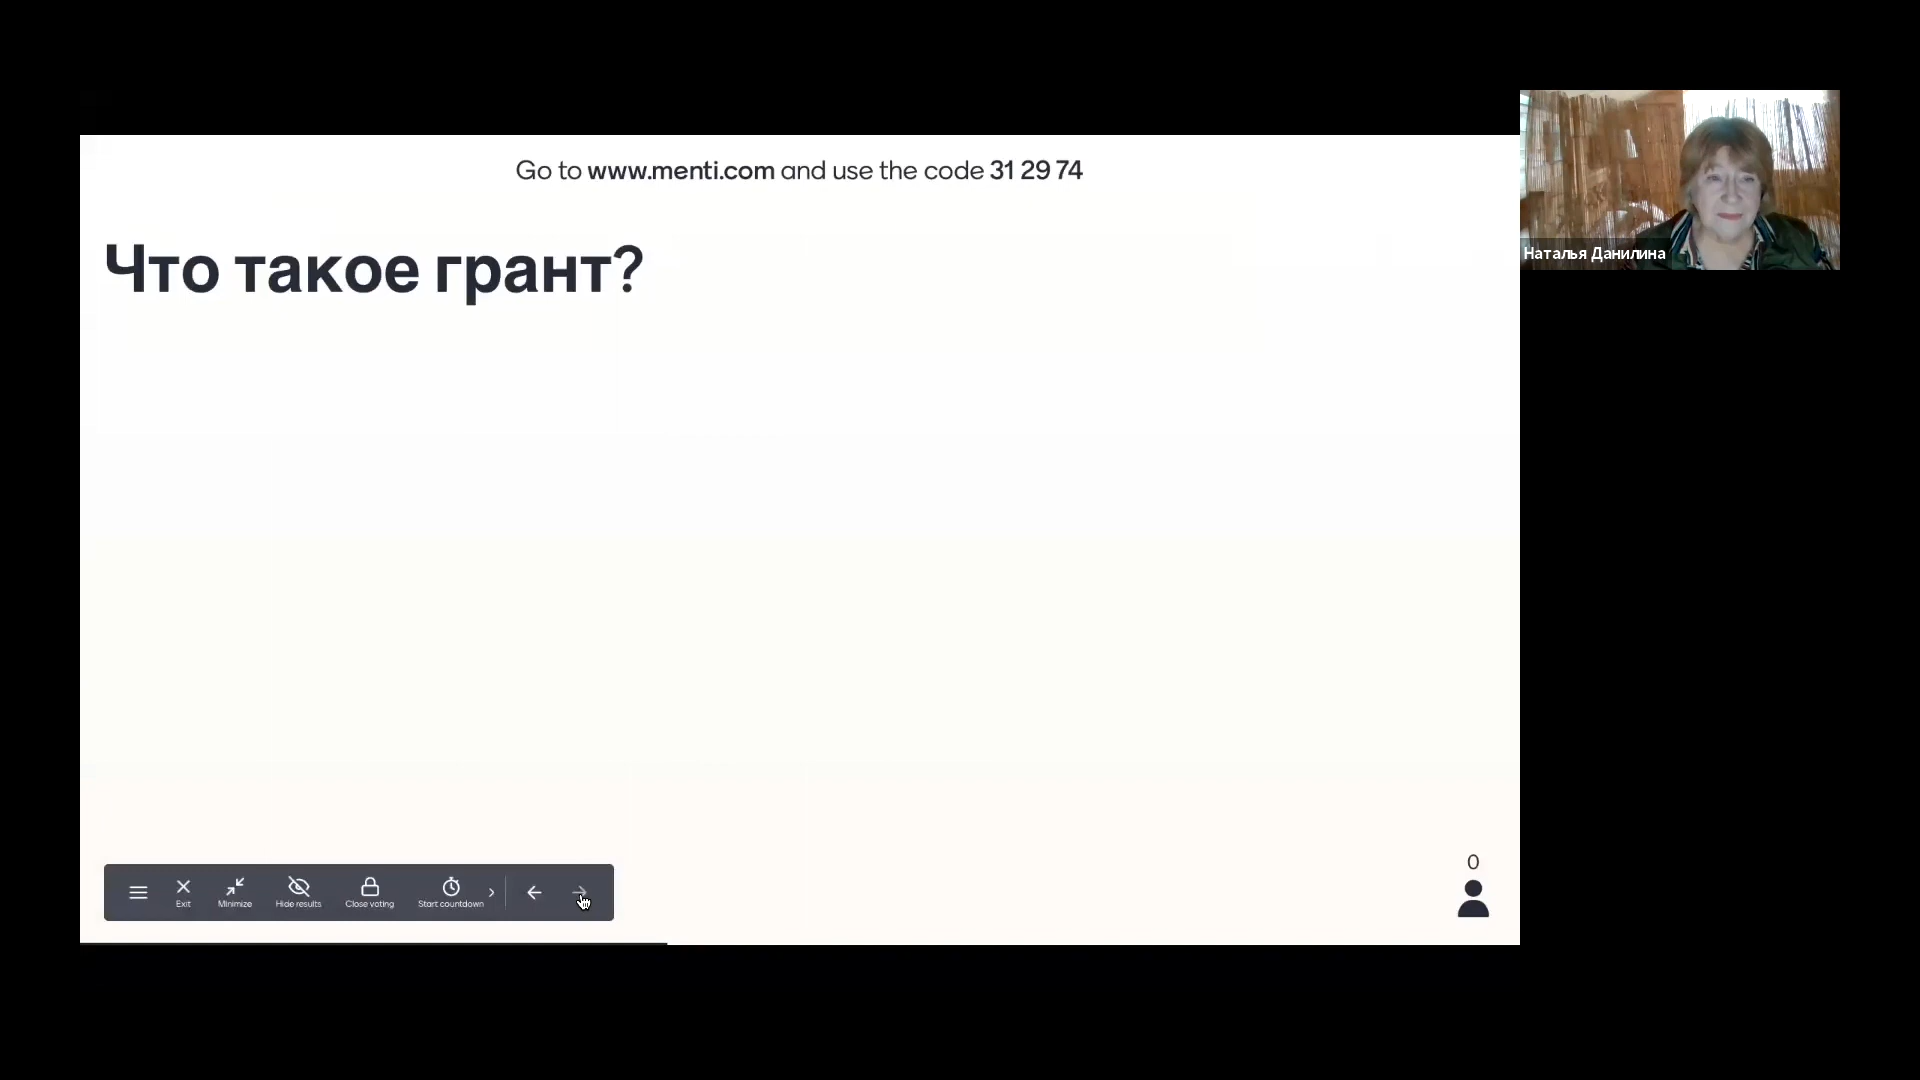 Go to www.menti.com and use the code 31 29 74
Наталья Данилина
Что такое грант?
0
Exit
Minimize
Hide results
Close voting
Start countdown